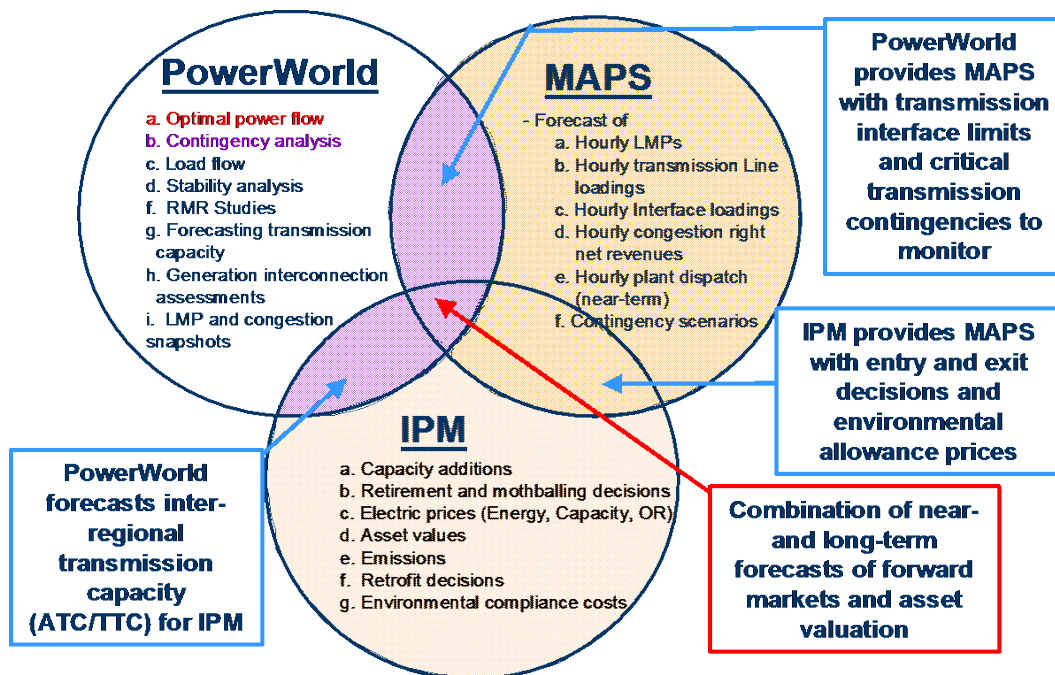 PowerWorld
a. Optimal power flow
b. Contingency analysis
c. Load flow
d. Stability analysis
f. RMR Studies
g. Forecasting transmission
capacity
h. Generation interconnection
assessments
i. LMP and congestion
snapshots
MAPS
- Forecast of
a. Hourly LMPs
b. Hourly transmission Line
loadings
c. Hourly Interface loadings
d. Hourly congestion right
net revenues
e. Hourly plant dispatch
(near-term)
f. Contingency scenarios
PowerWorld
provides MAPS
with transmission
interface limits
and critical
transmission
contingencies to
monitor
IPM provides MAPS
with entry and exit
decisions and
environmental
allowance prices
IPM
a. Capacity additions
b. Retirement and mothballing decisions
c. Electric prices (Energy, Capacity, OR)
d. Asset values
e. Emissions
f. Retrofit decisions
g. Environmental compliance costs
PowerWorld
forecasts inter-
regional
transmission
capacity
(ATC/TTC) for IPM
Combination of near-
and long-term
forecasts of forward
markets and asset
valuation